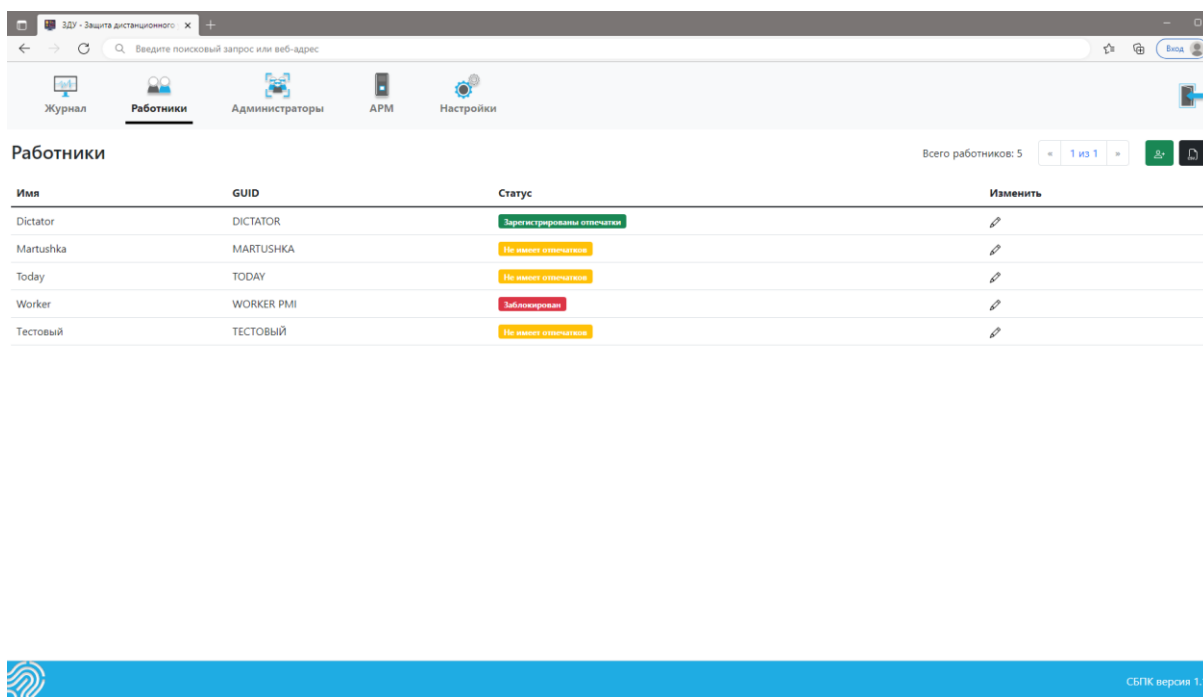 ЗДУ - Защита дистанционного
Введите поисковый запрос или веб-адрес
Вход
Журнал Работники Администраторы АРМ Настройки
Работники Всего работников: 5 « 1 из 1 »
Имя GUID Статус Изменить
Dictator DICTATOR Зарегистрированы отпечатки
Martushka MARTUSHKA Не имеет отпечатков
Today TODAY Не имеет отпечатков
Worker WORKER PMI Заблокирован
Тестовый ТЕСТОВЫЙ Не имеет отпечатков
СБПК версия 1.